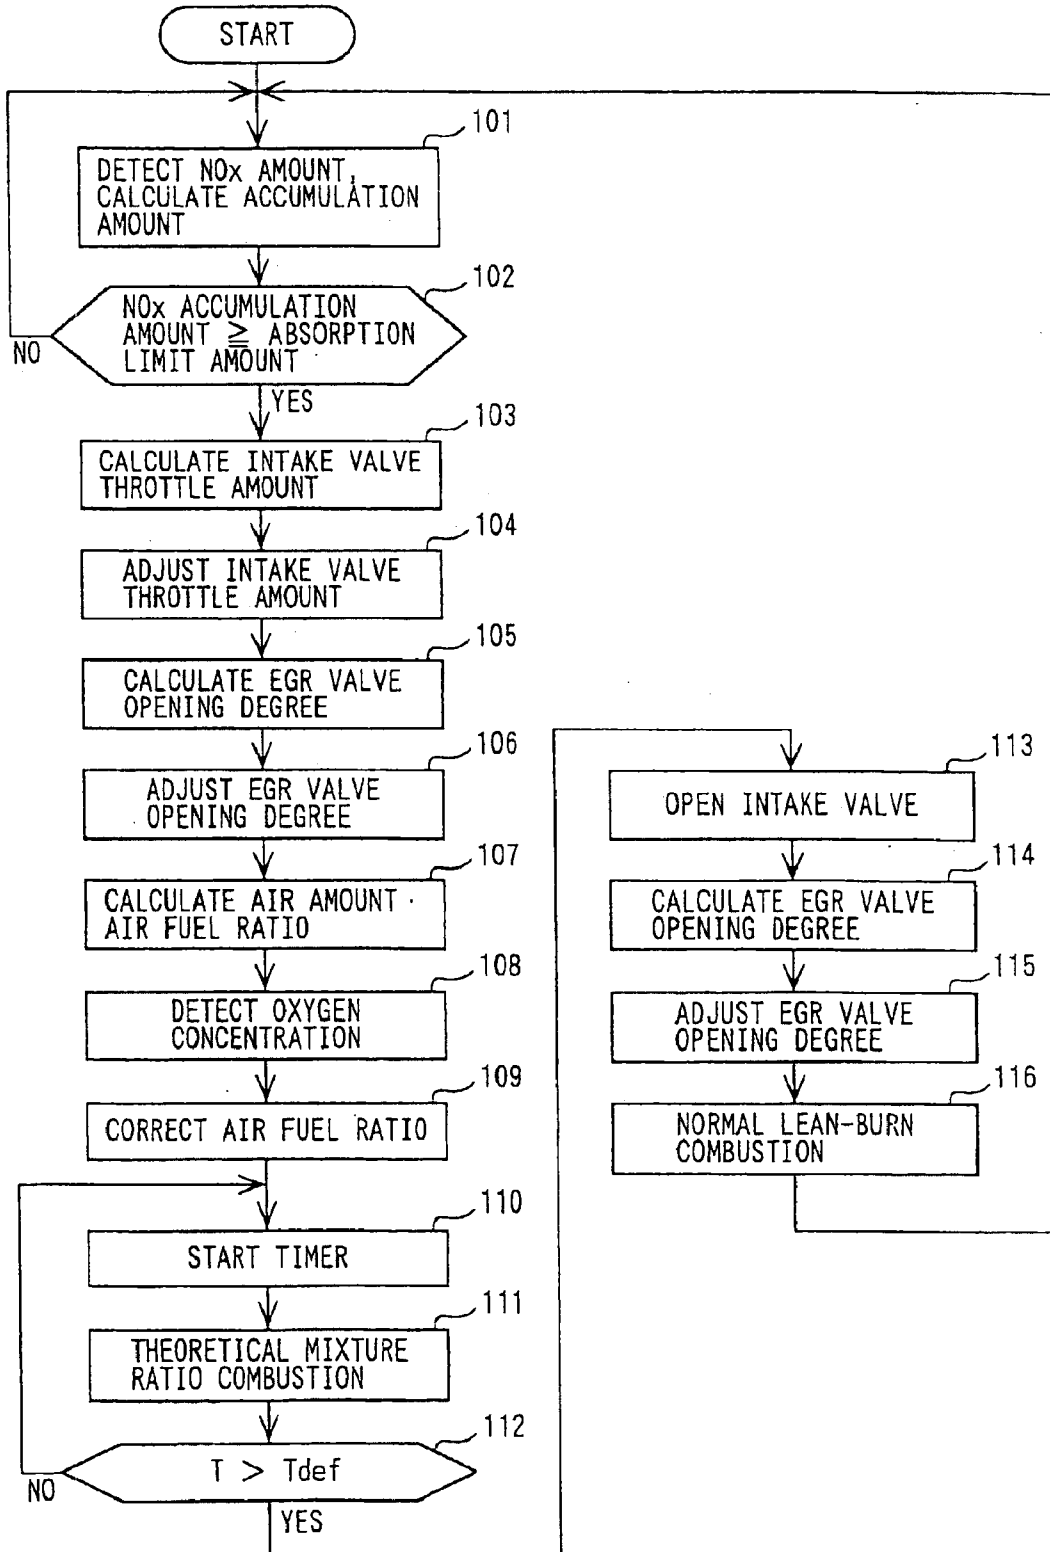 START
101
DETECT NOx AMOUNT,
CALCULATE ACCUMULATION
AMOUNT
102
NOx ACCUMULATION
AMOUNT ≧ ABSORPTION
LIMIT AMOUNT
NO
YES
103
CALCULATE INTAKE VALVE
THROTTLE AMOUNT
104
ADJUST INTAKE VALVE
THROTTLE AMOUNT
105
CALCULATE EGR VALVE
OPENING DEGREE
106
ADJUST EGR VALVE
OPENING DEGREE
107
CALCULATE AIR AMOUNT ·
AIR FUEL RATIO
108
DETECT OXYGEN
CONCENTRATION
109
CORRECT AIR FUEL RATIO
110
START TIMER
111
THEORETICAL MIXTURE
RATIO COMBUSTION
112
T > Tdef
NO
YES
113
OPEN INTAKE VALVE
114
CALCULATE EGR VALVE
OPENING DEGREE
115
ADJUST EGR VALVE
OPENING DEGREE
116
NORMAL LEAN-BURN
COMBUSTION